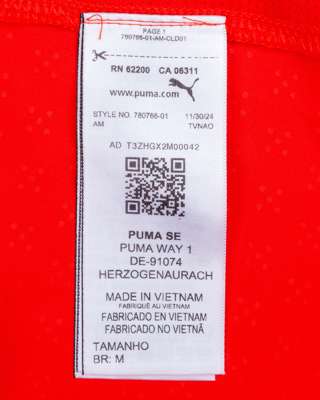 PAGE 1
780766-01-AM-CLD01
RN 62200 CA 06311
www.puma.com
STYLE NO. 780766-01 11/30/24
AM TVNAO
AD T3ZHGX2M00042
PUMA SE
PUMA WAY 1
DE-91074
HERZOGENAURACH
MADE IN VIETNAM
FABRIQUÉ AU VIETNAM
FABRICADO EN VIETNAM
FABRICADO NO VIETNÃ
TAMANHO
BR: M